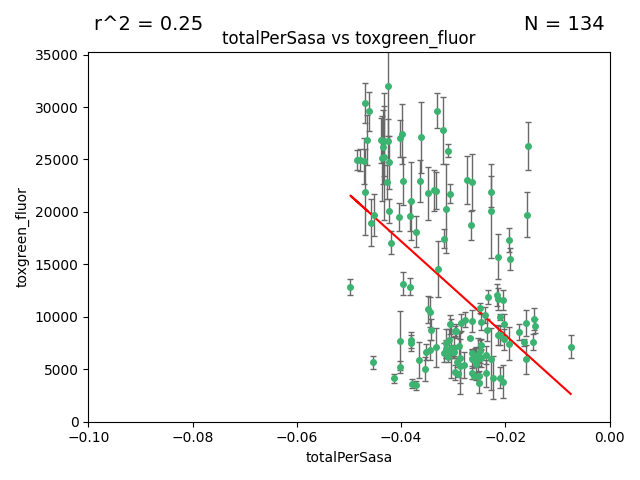 r^2 = 0.25
N = 134
totalPerSasa vs toxgreen_fluor
35000
30000
25000
20000
15000
10000
5000
0
toxgreen_fluor
−0.10
−0.08
−0.06
−0.04
−0.02
0.00
totalPerSasa